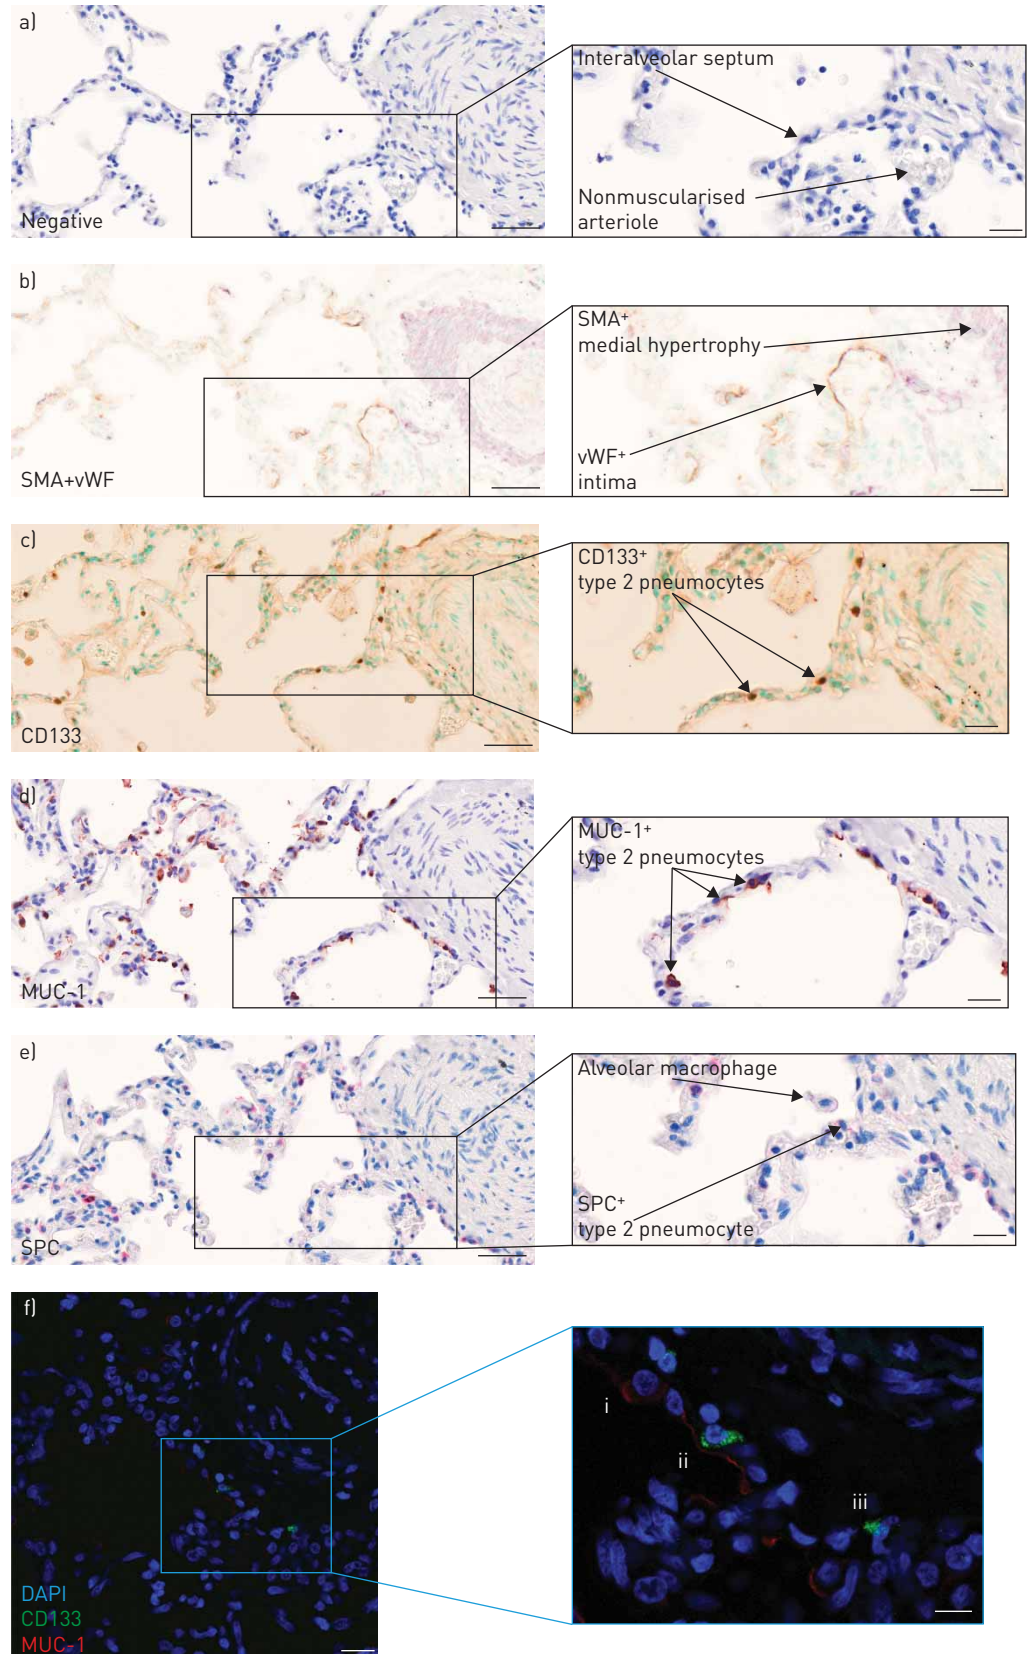 a)
Interalveolar septum
Nonmuscularised
arteriole
Negative
b)
SMA⁺
medial hypertrophy
vWF⁺
intima
SMA+vWF
c)
CD133⁺
type 2 pneumocytes
CD133
d)
MUC-1⁺
type 2 pneumocytes
MUC-1
e)
Alveolar macrophage
SPC⁺
type 2 pneumocyte
SPC
f)
i
ii
iii
DAPI
CD133
MUC-1